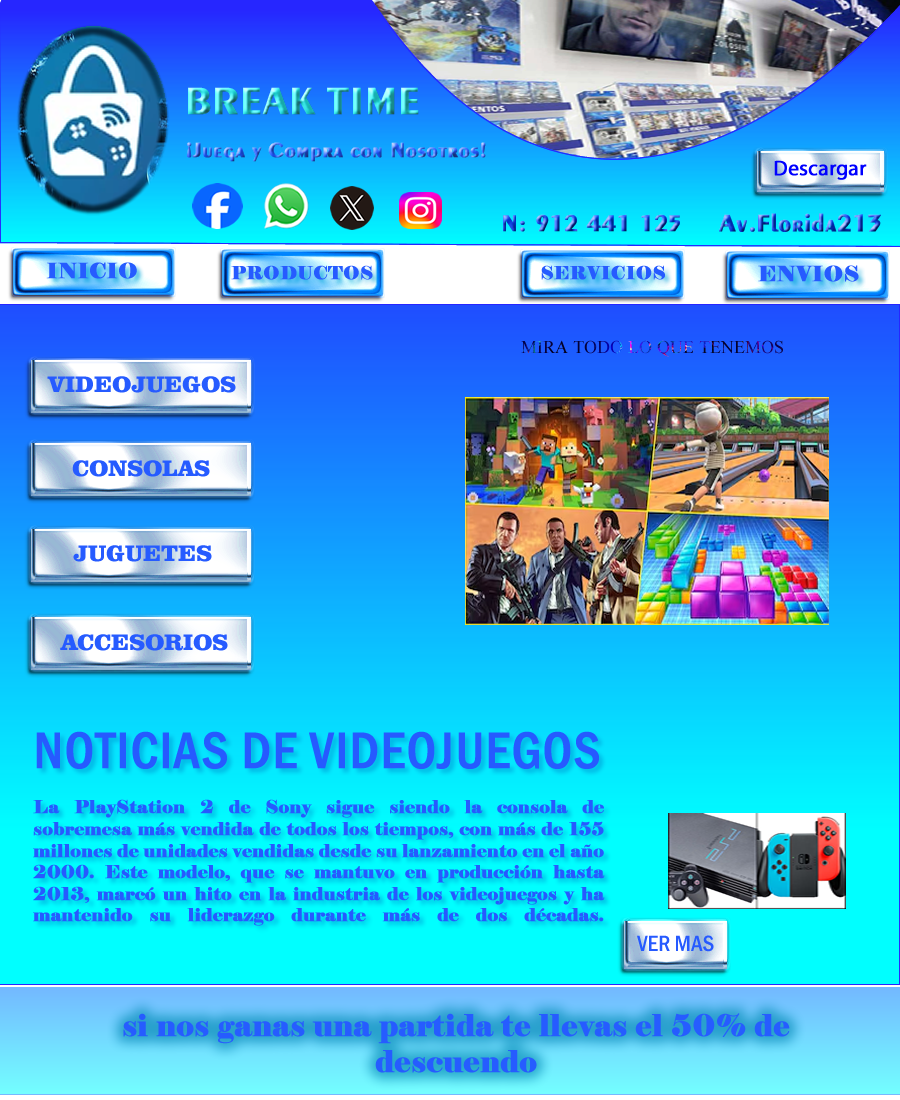 BREAK TIME
¡Juega y Compra con Nosotros!
Descargar
N: 912 441 125 Av.Florida213
INICIO PRODUCTOS SERVICIOS ENVIOS
MIRA TODO LO QUE TENEMOS
VIDEOJUEGOS
CONSOLAS
JUGUETES
ACCESORIOS
NOTICIAS DE VIDEOJUEGOS
La PlayStation 2 de Sony sigue siendo la consola de
sobremesa más vendida de todos los tiempos, con más de 155
millones de unidades vendidas desde su lanzamiento en el año
2000. Este modelo, que se mantuvo en producción hasta
2013, marcó un hito en la industria de los videojuegos y ha
mantenido su liderazgo durante más de dos décadas.
VER MAS
si nos ganas una partida te llevas el 50% de
descuendo